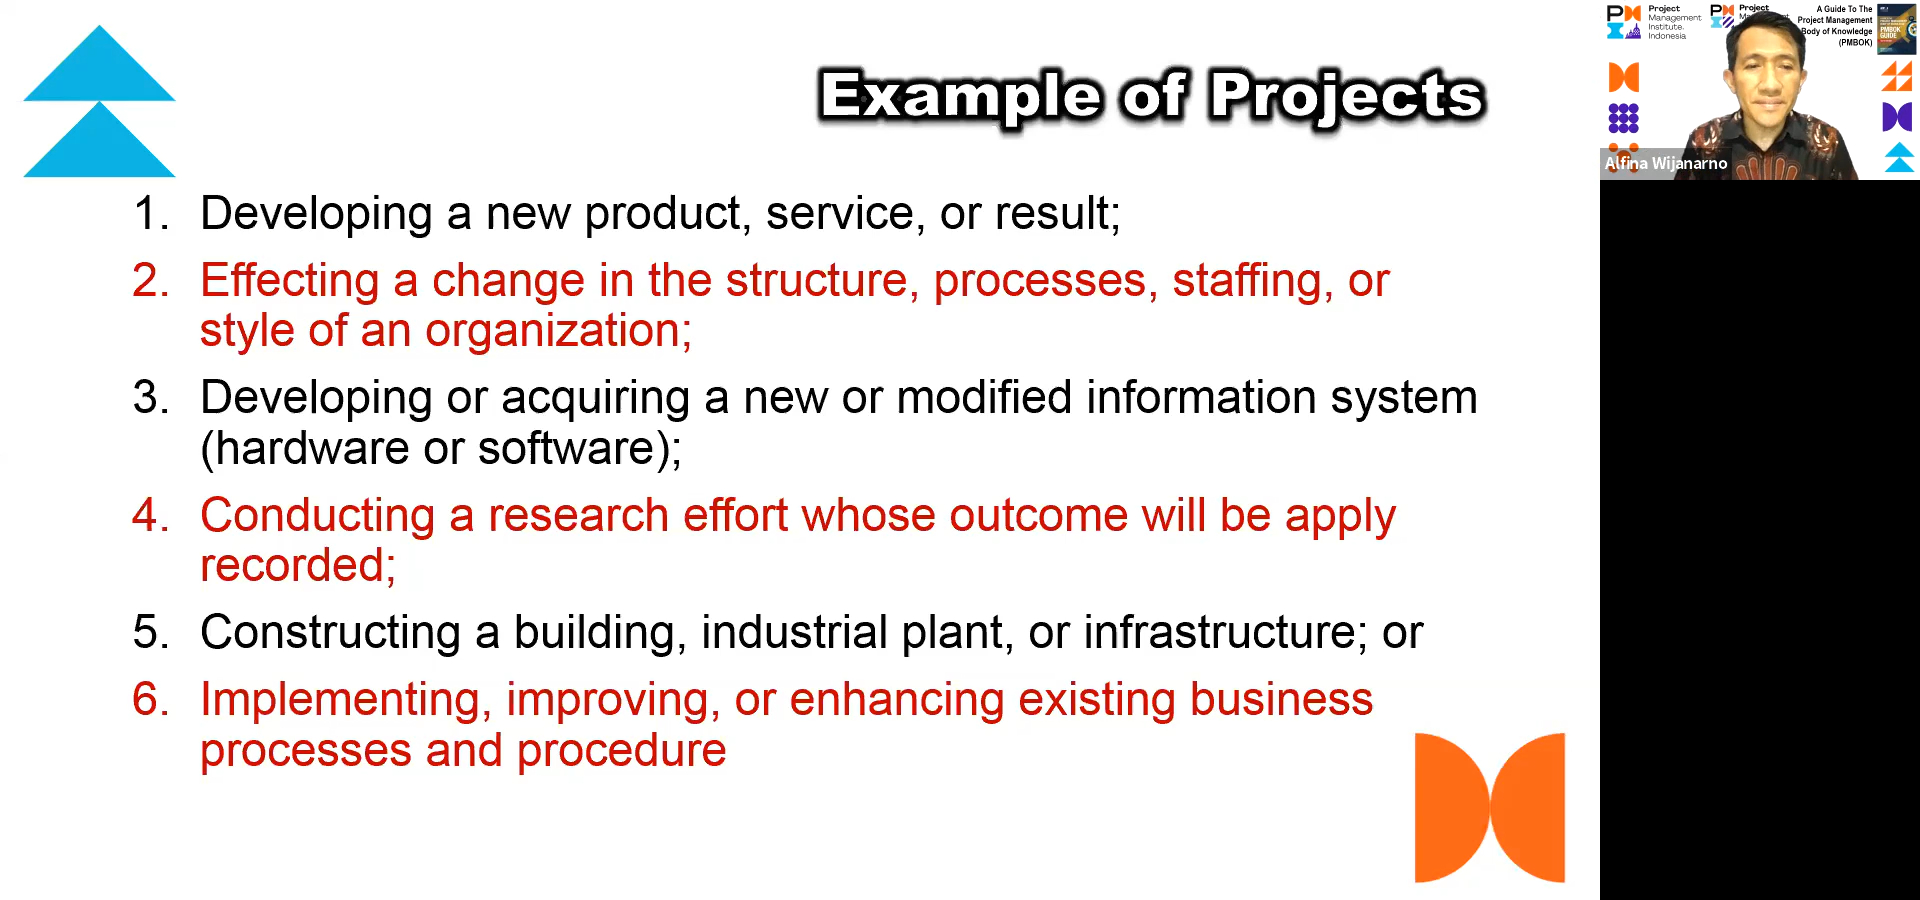 Example of Projects
1. Developing a new product, service, or result;
2. Effecting a change in the structure, processes, staffing, or
style of an organization;
3. Developing or acquiring a new or modified information system
(hardware or software);
4. Conducting a research effort whose outcome will be apply
recorded;
5. Constructing a building, industrial plant, or infrastructure; or
6. Implementing, improving, or enhancing existing business
processes and procedure
Project
Management
Institute.
Indonesia
Project
A Guide To The
Project Management
Body of Knowledge
(PMBOK)
PMBOK
GUIDE
Alfina Wijanarno